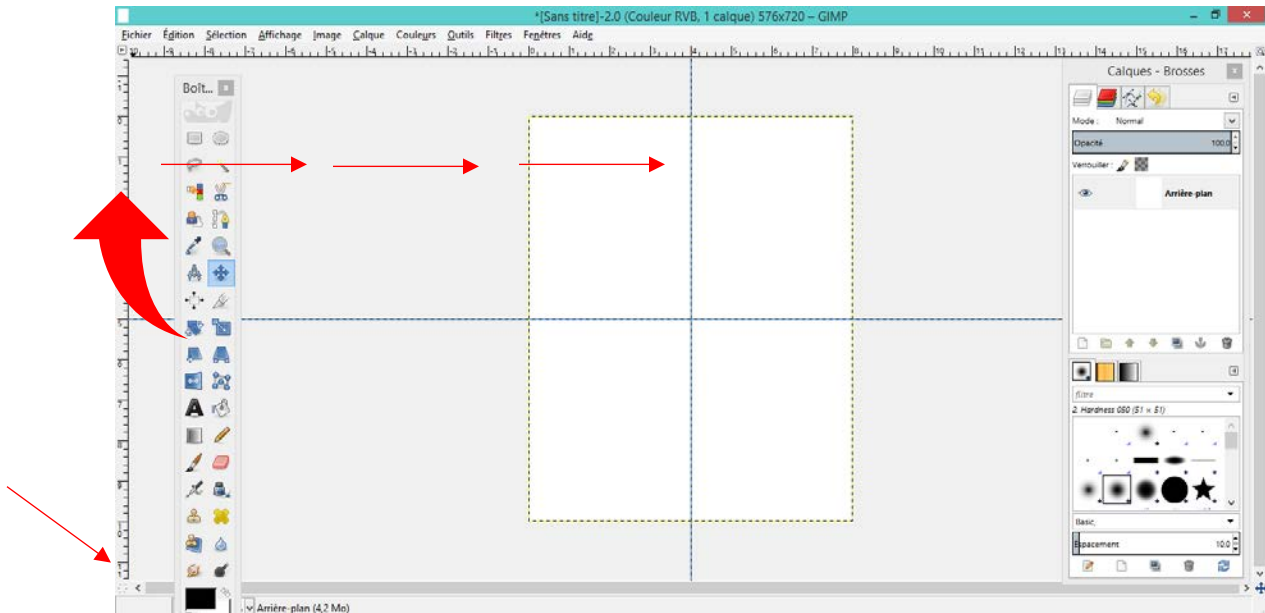 *[Sans titre]-2.0 (Couleur RVB, 1 calque) 576x720 – GIMP
Fichier Édition Sélection Affichage Image Calque Couleurs Outils Filtres Fenêtres Aide
Boît...
Calques - Brosses
Mode : Normal
Opacité 100,0
Verrouiller :
Arrière-plan
filtre
2. Hardness 050 (51 × 51)
Basic,
Espacement 10,0
Arrière-plan (4,2 Mo)